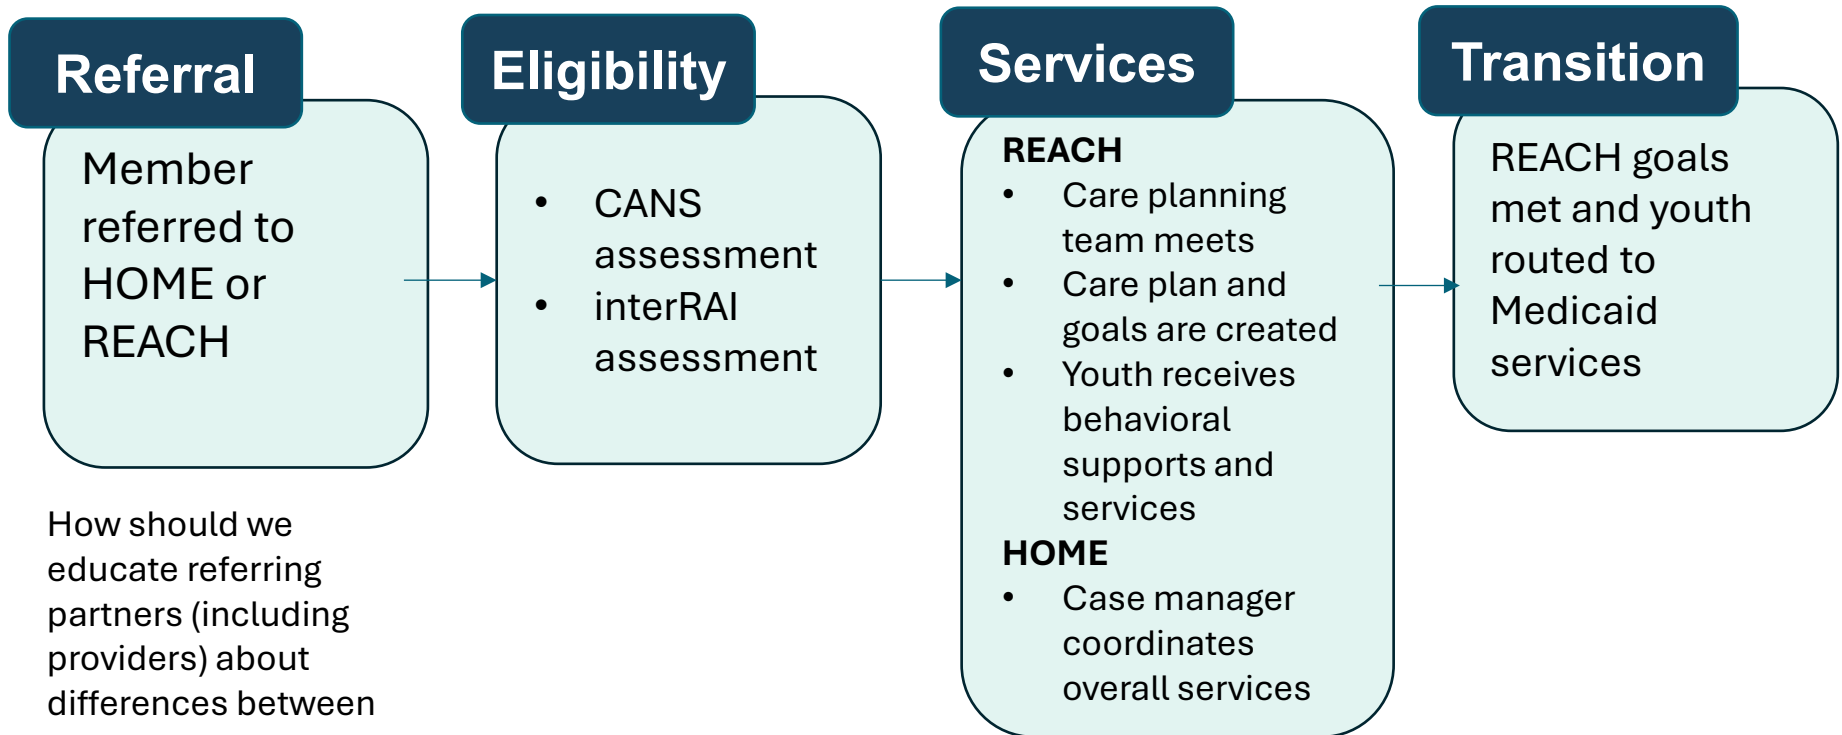 Referral
Member
referred to
HOME or
REACH
How should we
educate referring
partners (including
providers) about
differences between
Eligibility
• CANS
assessment
• interRAI
assessment
Services
REACH
• Care planning
team meets
• Care plan and
goals are created
• Youth receives
behavioral
supports and
services
HOME
• Case manager
coordinates
overall services
Transition
REACH goals
met and youth
routed to
Medicaid
services